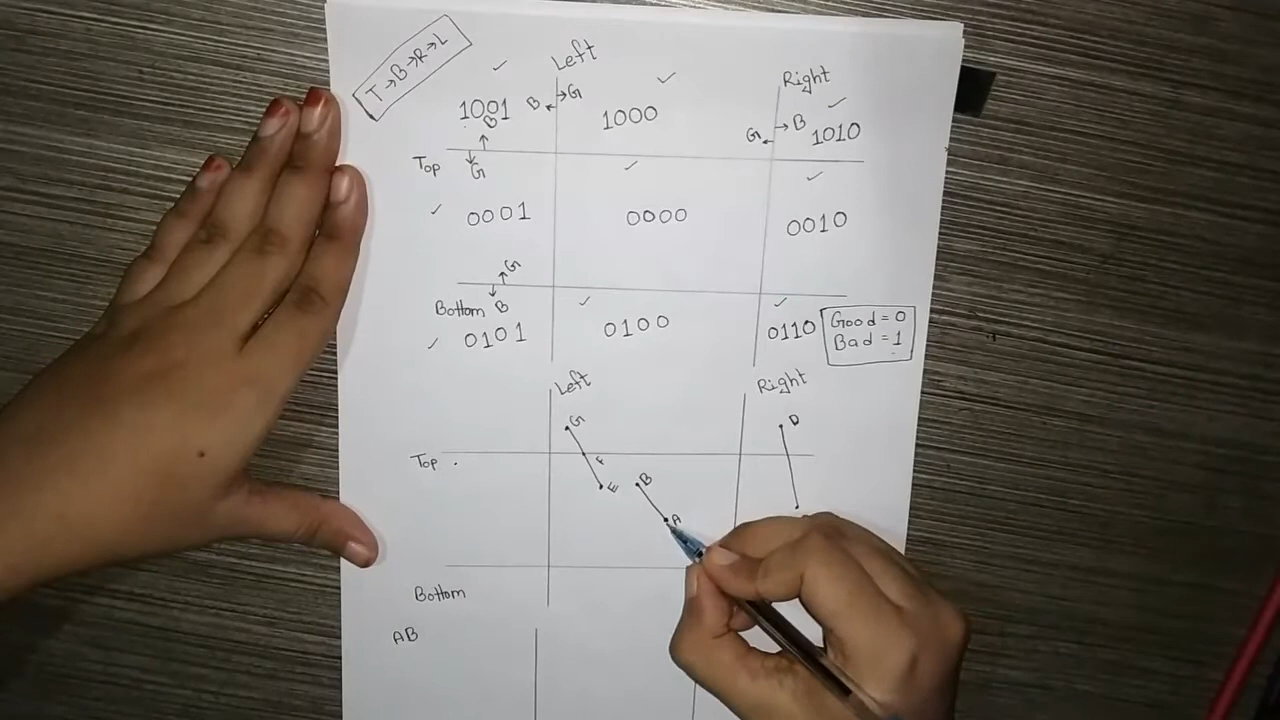 T→B→R→L
Left
Right
1001
B G
1000
G B
1010
B
Top
G
0001
0000
0010
G
Bottom B
0101
0100
0110
Good = 0
Bad = 1
Left
Right
G
D
Top
F
E
B
A
Bottom
AB